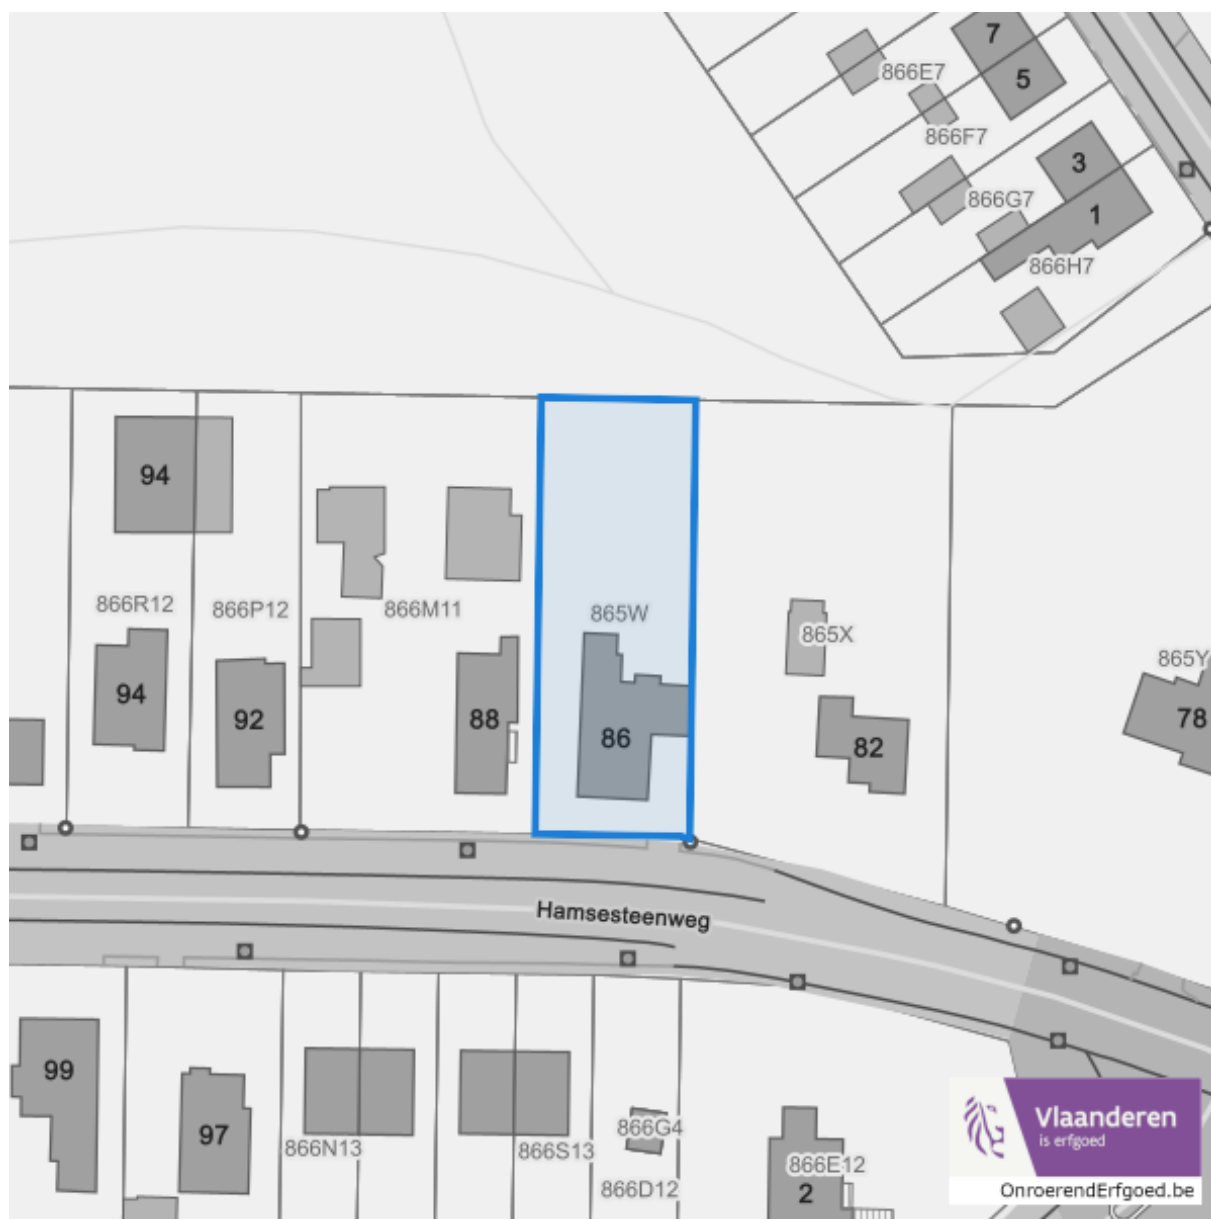 7
866E7
5
866F7
3
866G7
1
866H7
94
866R12
866P12
866M11
865W
865X
865Y
94
92
88
86
82
78
Hamsesteenweg
99
97
866N13
866S13
866G4
866D12
866E12
2
Vlaanderen
is erfgoed
OnroerendErfgoed.be